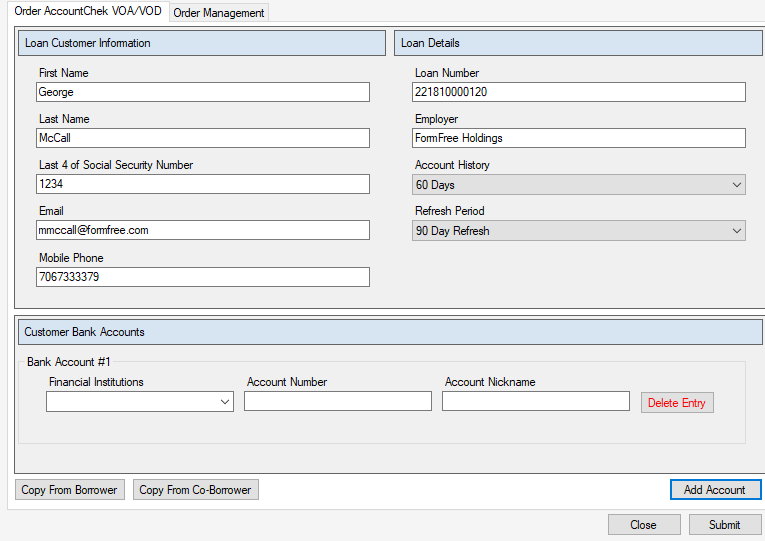 Order AccountChek VOA/VOD
Order Management
Loan Customer Information
First Name
George
Last Name
McCall
Last 4 of Social Security Number
1234
Email
mmccall@formfree.com
Mobile Phone
7067333379
Loan Details
Loan Number
221810000120
Employer
FormFree Holdings
Account History
60 Days
Refresh Period
90 Day Refresh
Customer Bank Accounts
Bank Account #1
Financial Institutions
Account Number
Account Nickname
Delete Entry
Copy From Borrower
Copy From Co-Borrower
Add Account
Close
Submit